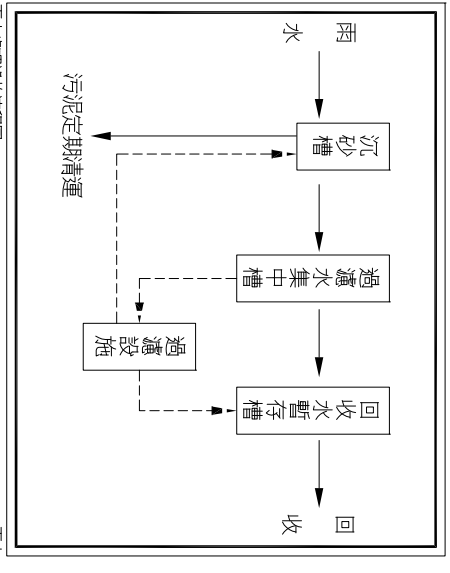 雨水
沉砂槽
過濾水集中槽
回收水暫存槽
回收
過濾設施
污泥定期清運